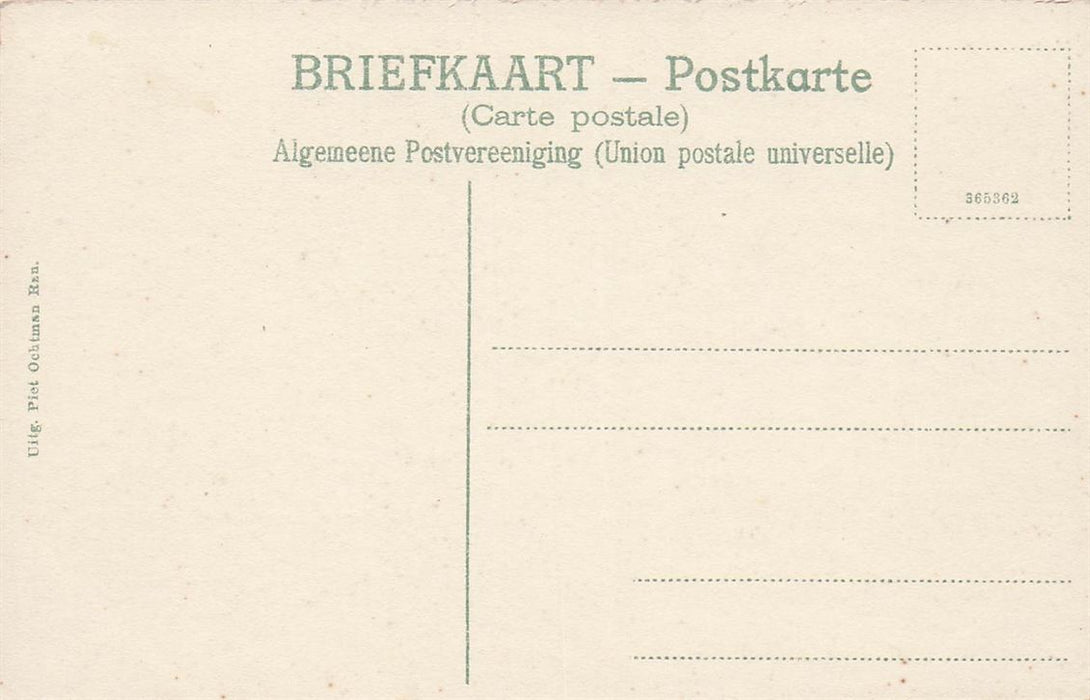 BRIEFKAART — Postkarte
(Carte postale)
Algemeene Postvereeniging (Union postale universelle)
365362
Uitg. Piet Ochtman Rzn.